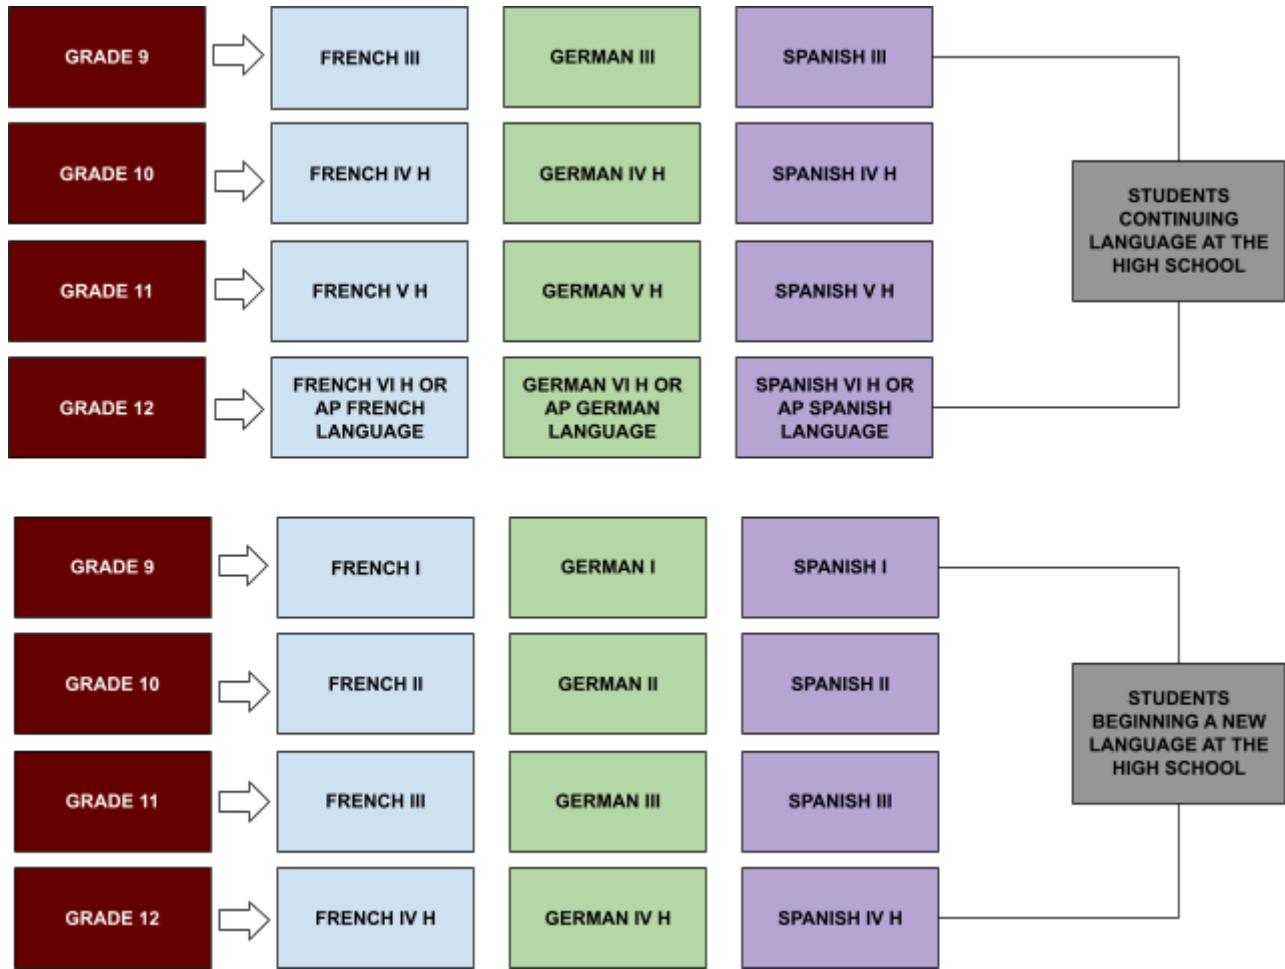 GRADE 9
FRENCH III
GERMAN III
SPANISH III
GRADE 10
FRENCH IV H
GERMAN IV H
SPANISH IV H
STUDENTS
CONTINUING
LANGUAGE AT THE
HIGH SCHOOL
GRADE 11
FRENCH V H
GERMAN V H
SPANISH V H
GRADE 12
FRENCH VI H OR
AP FRENCH
LANGUAGE
GERMAN VI H OR
AP GERMAN
LANGUAGE
SPANISH VI H OR
AP SPANISH
LANGUAGE
GRADE 9
FRENCH I
GERMAN I
SPANISH I
GRADE 10
FRENCH II
GERMAN II
SPANISH II
STUDENTS
BEGINNING A NEW
LANGUAGE AT THE
HIGH SCHOOL
GRADE 11
FRENCH III
GERMAN III
SPANISH III
GRADE 12
FRENCH IV H
GERMAN IV H
SPANISH IV H